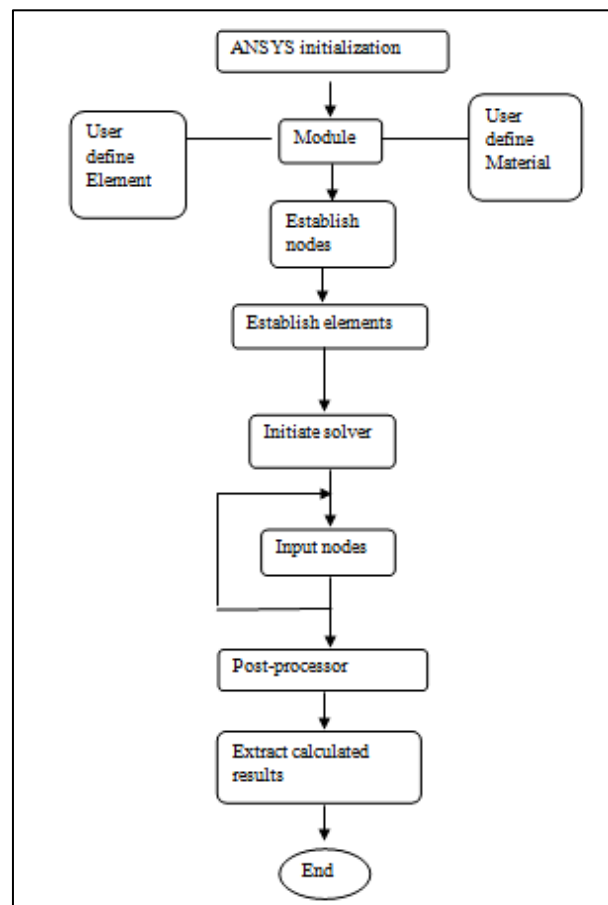 ANSYS initialization
User
define
Element
Module
User
define
Material
Establish
nodes
Establish elements
Initiate solver
Input nodes
Post-processor
Extract calculated
results
End